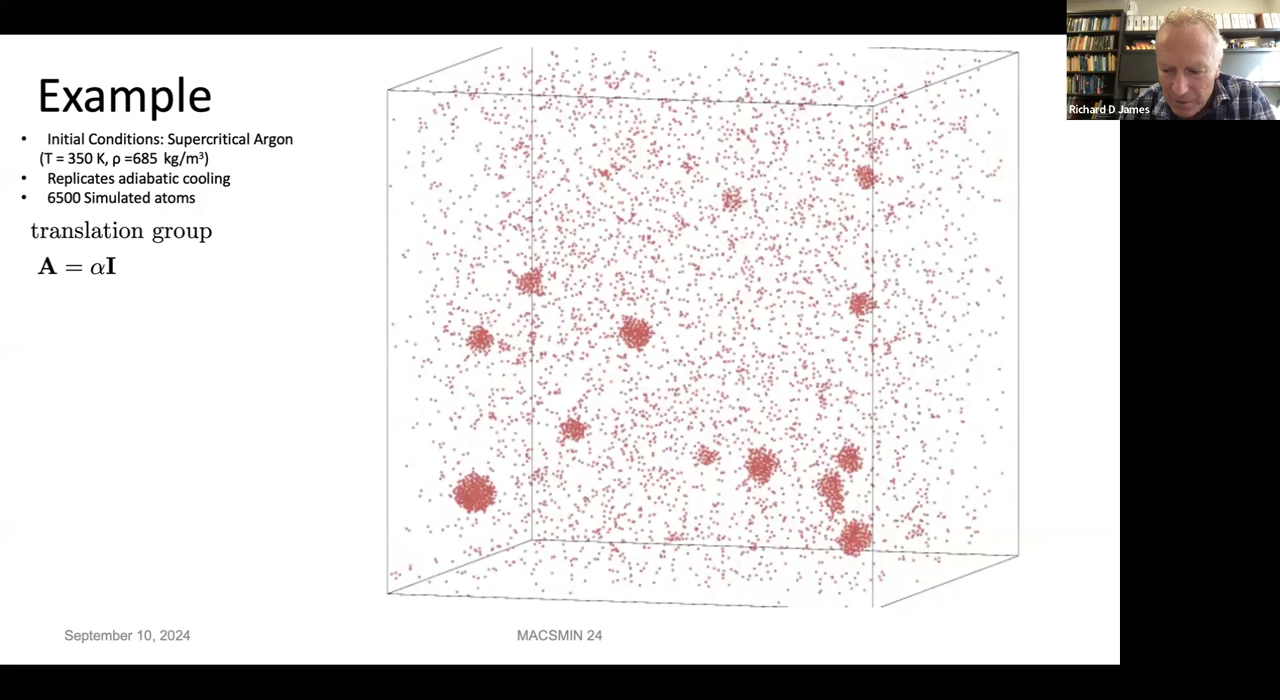 Example
• Initial Conditions: Supercritical Argon
(T = 350 K, ρ =685 kg/m³)
• Replicates adiabatic cooling
• 6500 Simulated atoms
translation group
A = αI
September 10, 2024
MACSMIN 24
Richard D James